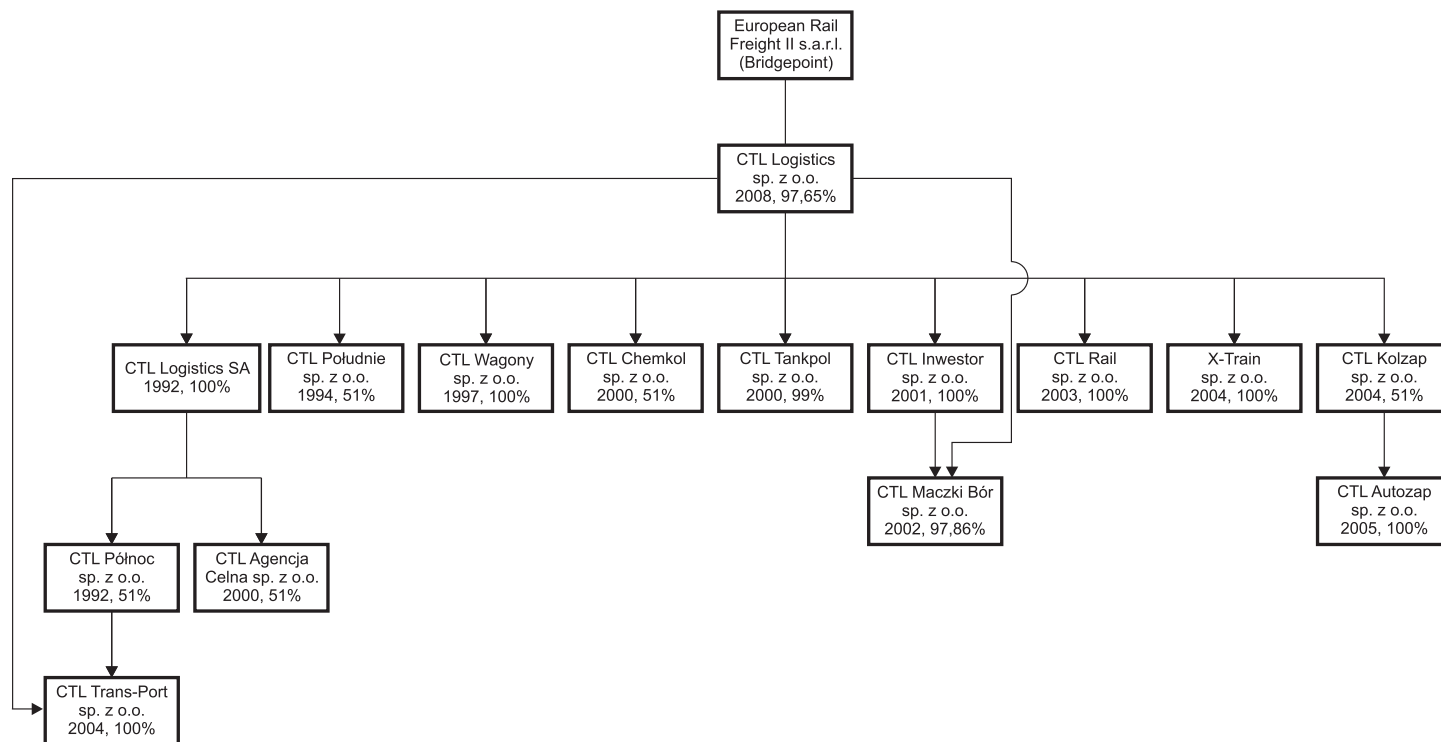 European Rail
Freight II s.a.r.l.
(Bridgepoint)
CTL Logistics
sp. z o.o.
2008, 97,65%
CTL Logistics SA
1992, 100%
CTL Południe
sp. z o.o.
1994, 51%
CTL Wagony
sp. z o.o.
1997, 100%
CTL Chemkol
sp. z o.o.
2000, 51%
CTL Tankpol
sp. z o.o.
2000, 99%
CTL Inwestor
sp. z o.o.
2001, 100%
CTL Rail
sp. z o.o.
2003, 100%
X-Train
sp. z o.o.
2004, 100%
CTL Kolzap
sp. z o.o.
2004, 51%
CTL Maczki Bór
sp. z o.o.
2002, 97,86%
CTL Autozap
sp. z o.o.
2005, 100%
CTL Północ
sp. z o.o.
1992, 51%
CTL Agencja
Celna sp. z o.o.
2000, 51%
CTL Trans-Port
sp. z o.o.
2004, 100%